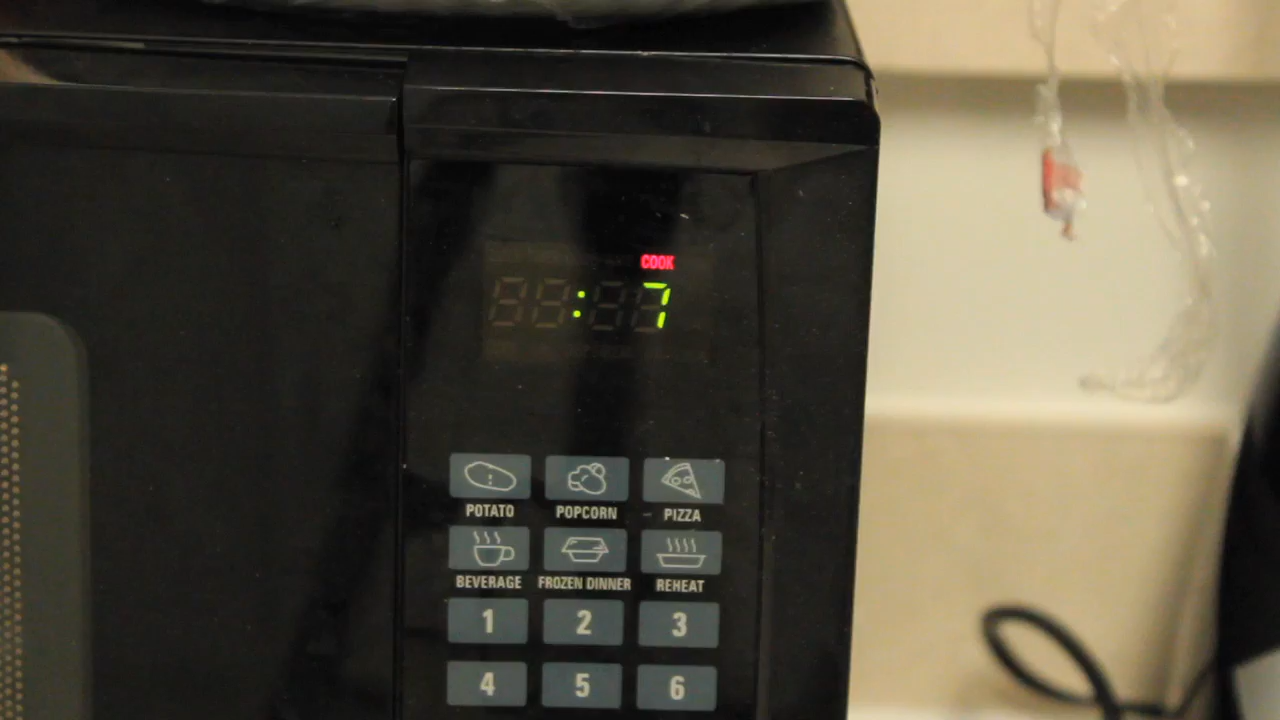 COOK
:7
POTATO POPCORN PIZZA
BEVERAGE FROZEN DINNER REHEAT
1 2 3
4 5 6